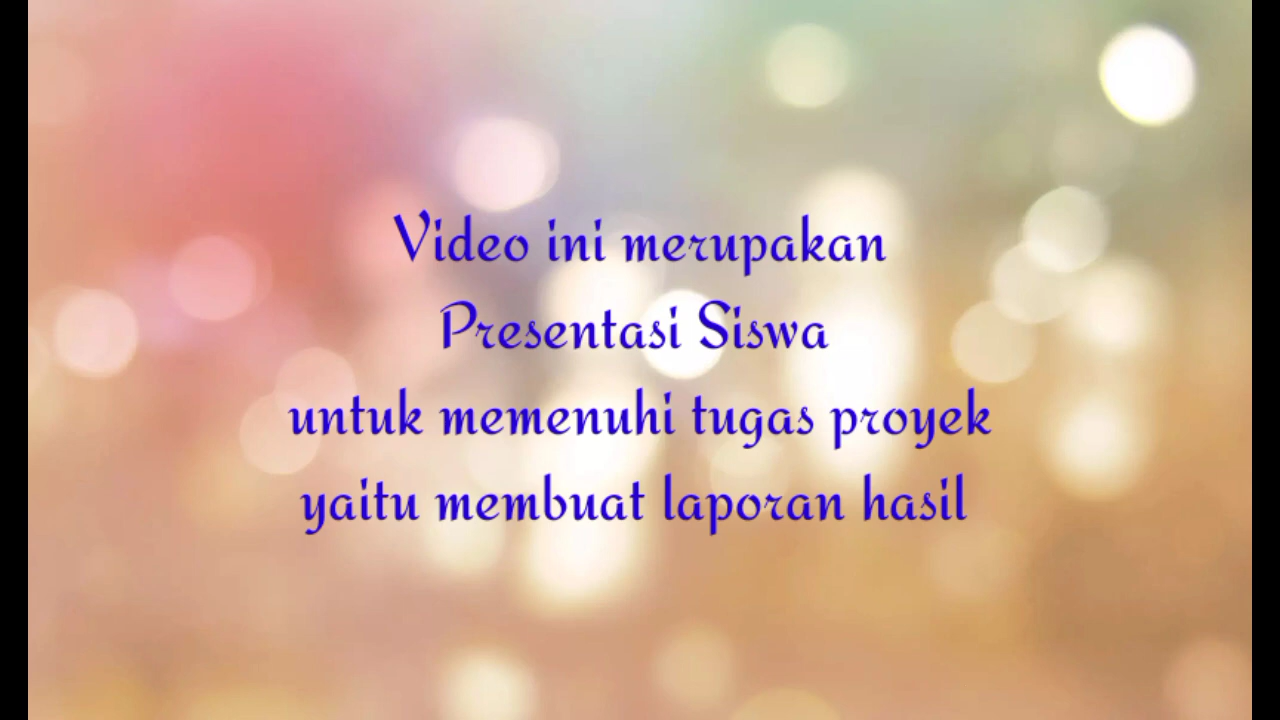 Video ini merupakan
Presentasi Siswa
untuk memenuhi tugas proyek
yaitu membuat laporan hasil